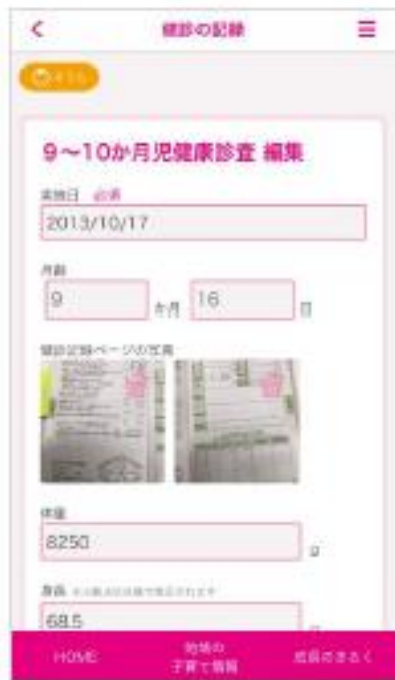 健診の記録
9～10か月児健康診査 編集
実施日 必須
2013/10/17
月齢
9
か月
16
日
健診記録ページの写真
体重
8250
g
身長
68.5
HOME
地域の
子育て情報
成長のきろく